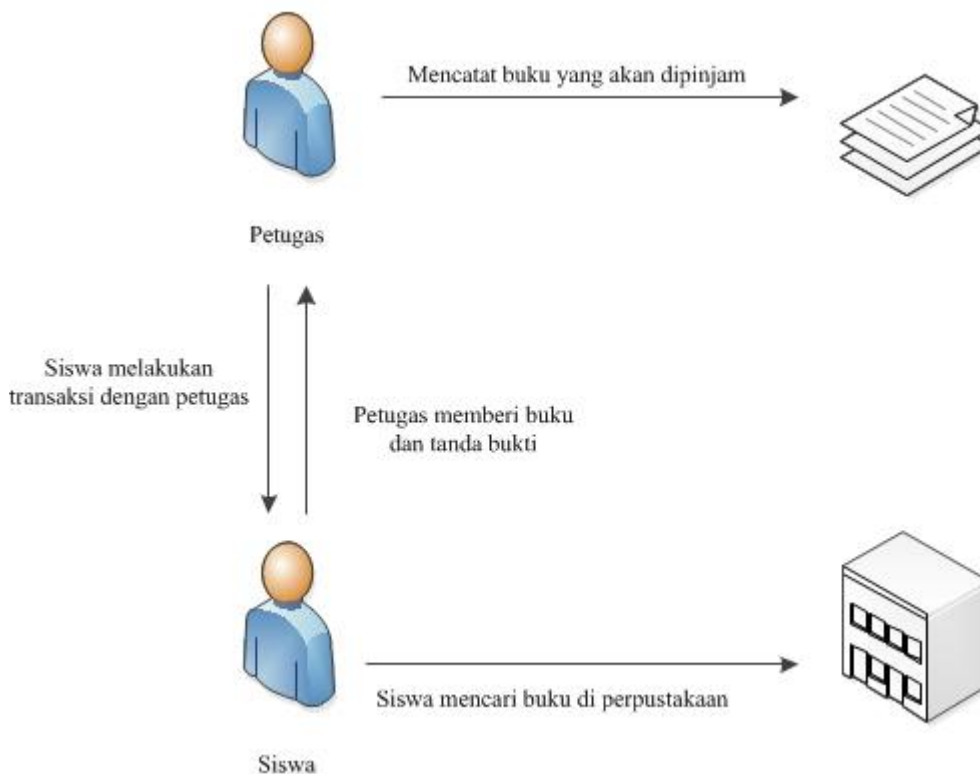 Mencatat buku yang akan dipinjam
Petugas
Siswa melakukan
transaksi dengan petugas
Petugas memberi buku
dan tanda bukti
Siswa mencari buku di perpustakaan
Siswa